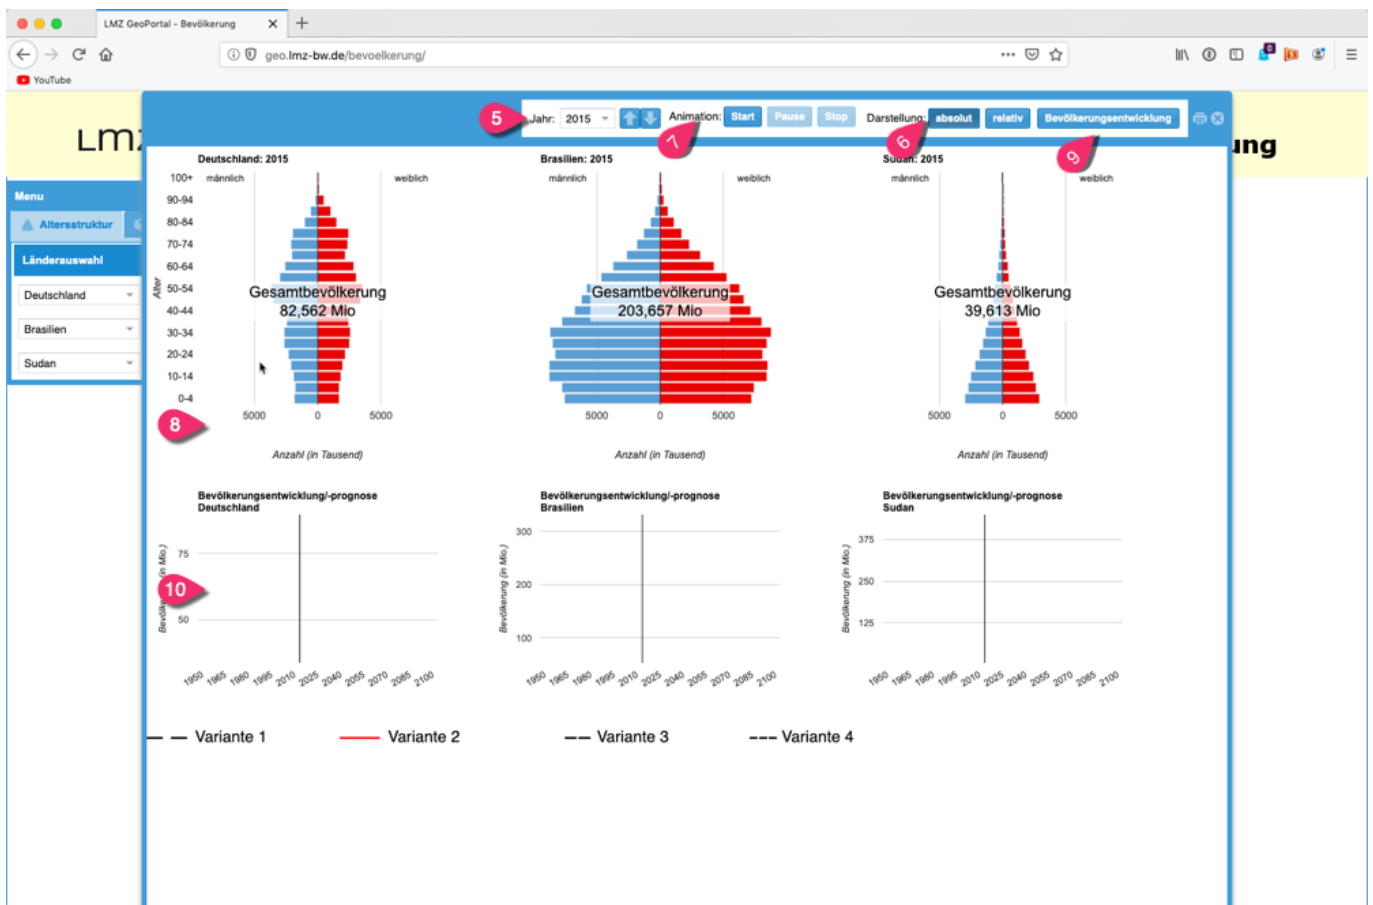 LMZ GeoPortal - Bevölkerung
geo.lmz-bw.de/bevoelkerung/
0
YouTube
5 Jahr: 2015 Animation: Start Pause Stop Darstellung: absolut relativ Bevölkerungsentwicklung
7 6 9
Lmz ung
Menu
Altersstruktur
Länderauswahl
Deutschland
Brasilien
Sudan
Deutschland: 2015
männlich weiblich
100+
90-94
80-84
70-74
60-64
50-54
40-44
30-34
20-24
10-14
0-4
Alter
Gesamtbevölkerung
82,562 Mio
5000 0 5000
8
Anzahl (in Tausend)
Brasilien: 2015
männlich weiblich
Gesamtbevölkerung
203,657 Mio
5000 0 5000
Anzahl (in Tausend)
Sudan: 2015
männlich weiblich
Gesamtbevölkerung
39,613 Mio
5000 0 5000
Anzahl (in Tausend)
Bevölkerungsentwicklung/-prognose
Deutschland
75
50
10
1950 1965 1980 1995 2010 2025 2040 2055 2070 2085 2100
Bevölkerungsentwicklung/-prognose
Brasilien
Bevölkerung (in Mio.)
300
200
100
1950 1965 1980 1995 2010 2025 2040 2055 2070 2085 2100
Bevölkerungsentwicklung/-prognose
Sudan
Bevölkerung (in Mio.)
375
250
125
1950 1965 1980 1995 2010 2025 2040 2055 2070 2085 2100
Variante 1 Variante 2 Variante 3 Variante 4